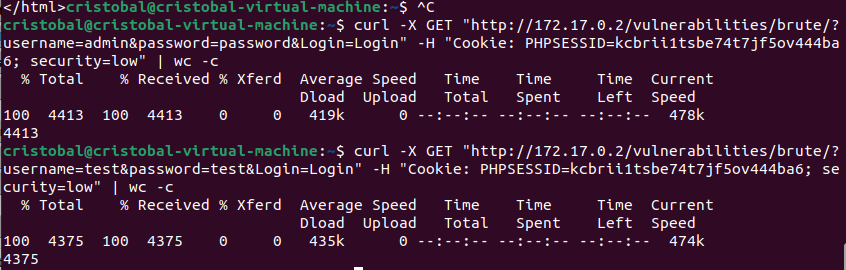 </html>cristobal@cristobal-virtual-machine:~$ ^C
cristobal@cristobal-virtual-machine:~$ curl -X GET "http://172.17.0.2/vulnerabilities/brute/?
username=admin&password=password&Login=Login" -H "Cookie: PHPSESSID=kcbrii1tsbe74t7jf5ov444ba
6; security=low" | wc -c
  % Total    % Received % Xferd  Average Speed   Time    Time     Time  Current
                                 Dload  Upload   Total   Spent    Left  Speed
100  4413  100  4413    0     0   419k      0 --:--:-- --:--:-- --:--:--  478k
4413
cristobal@cristobal-virtual-machine:~$ curl -X GET "http://172.17.0.2/vulnerabilities/brute/?
username=test&password=test&Login=Login" -H "Cookie: PHPSESSID=kcbrii1tsbe74t7jf5ov444ba6; se
curity=low" | wc -c
  % Total    % Received % Xferd  Average Speed   Time    Time     Time  Current
                                 Dload  Upload   Total   Spent    Left  Speed
100  4375  100  4375    0     0   435k      0 --:--:-- --:--:-- --:--:--  474k
4375